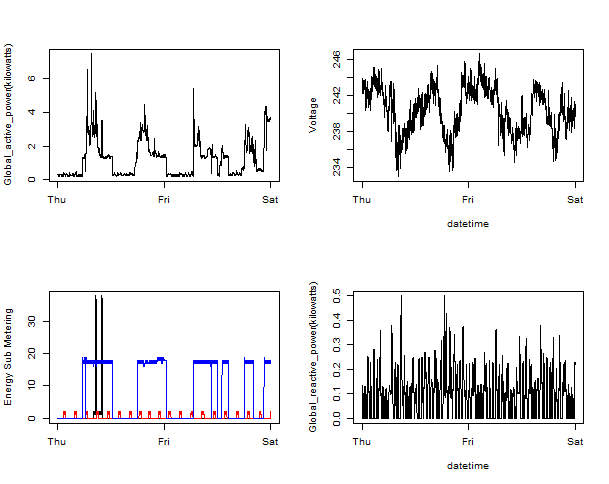 Global_active_power(kilowatts)
6
4
2
0
Thu
Fri
Sat
Voltage
246
242
238
234
Thu
Fri
Sat
datetime
Energy Sub Metering
30
20
10
0
Thu
Fri
Sat
Global_reactive_power(kilowatts)
0.5
0.4
0.3
0.2
0.1
0.0
Thu
Fri
Sat
datetime